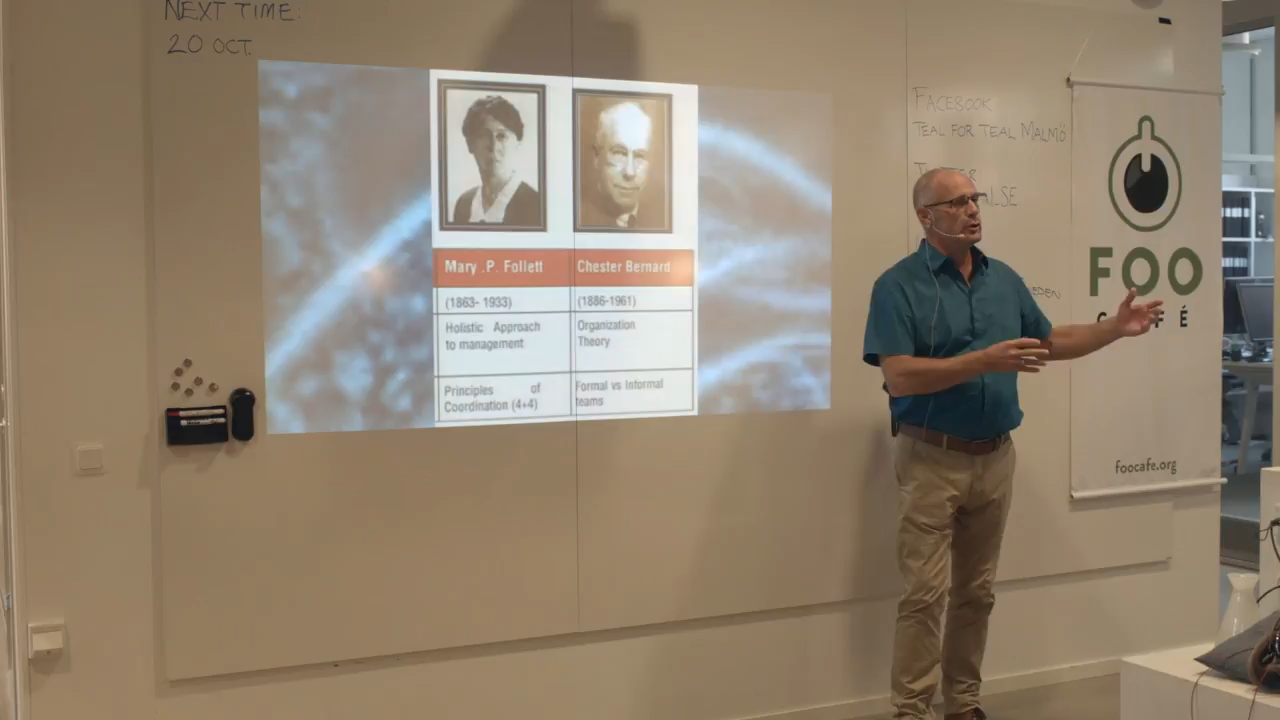 NEXT TIME:
20 OCT.
Mary .P. Follett
Chester Bernard
(1863- 1933)
(1886-1961)
Holistic Approach
to management
Organization
Theory
Principles of
Coordination (4+4)
Formal vs Informal
teams
FACEBOOK
TEAL FOR TEAL MALMÖ
FOO
CAFÉ
foocafe.org